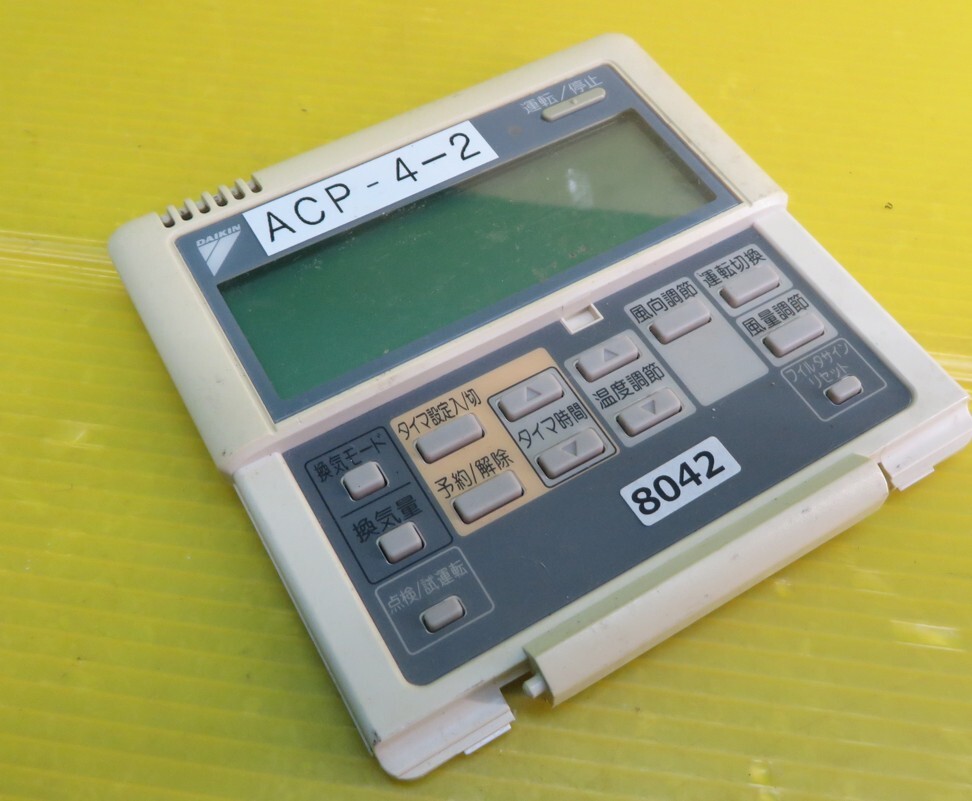 運転/停止
ACP-4-2
DAIKIN
運転切換
風向調節
風量調節
温度調節
フィルタサイン
リセット
タイマ設定入/切
タイマ時間
予約/解除
換気モード
換気量
8042
点検/試運転